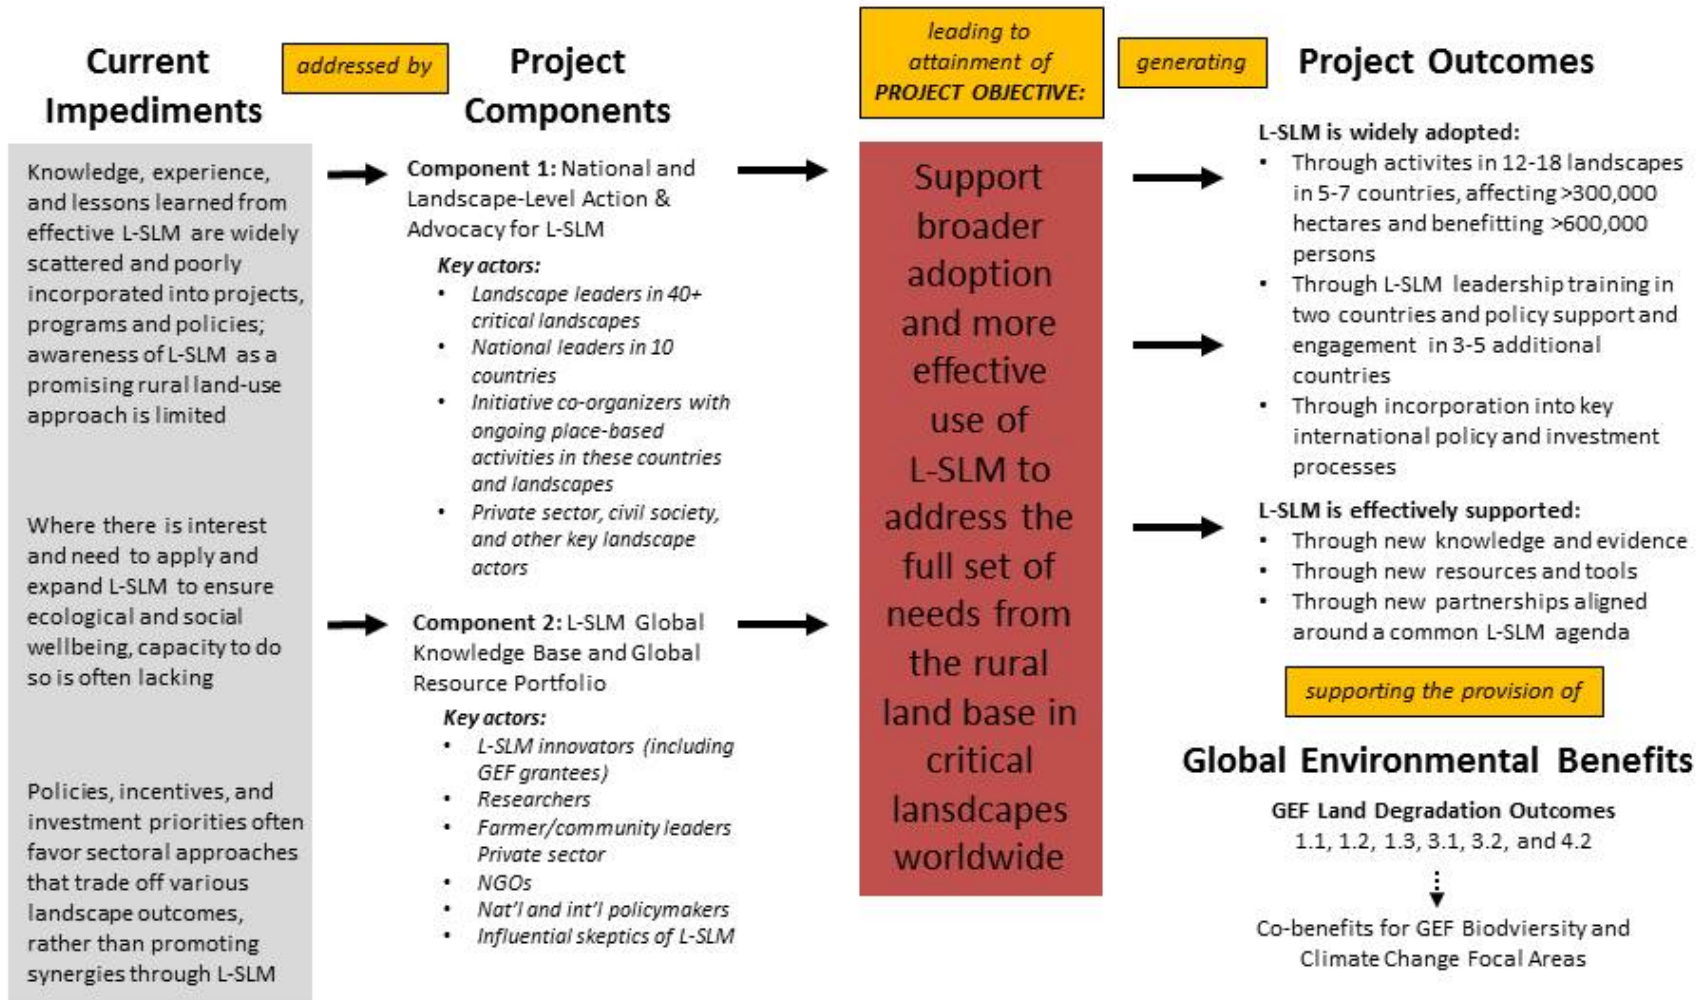 Current
Impediments
addressed by
Project
Components
leading to
attainment of
PROJECT OBJECTIVE:
generating
Project Outcomes
Knowledge, experience,
and lessons learned from
effective L-SLM are widely
scattered and poorly
incorporated into projects,
programs and policies;
awareness of L-SLM as a
promising rural land-use
approach is limited
Where there is interest
and need to apply and
expand L-SLM to ensure
ecological and social
wellbeing, capacity to do
so is often lacking
Policies, incentives, and
investment priorities often
favor sectoral approaches
that trade off various
landscape outcomes,
rather than promoting
synergies through L-SLM
Component 1: National and
Landscape-Level Action &
Advocacy for L-SLM
Key actors:
• Landscape leaders in 40+
critical landscapes
• National leaders in 10
countries
• Initiative co-organizers with
ongoing place-based
activities in these countries
and landscapes
• Private sector, civil society,
and other key landscape
actors
Component 2: L-SLM Global
Knowledge Base and Global
Resource Portfolio
Key actors:
• L-SLM innovators (including
GEF grantees)
• Researchers
• Farmer/community leaders
Private sector
• NGOs
• Nat'l and int'l policymakers
• Influential skeptics of L-SLM
Support
broader
adoption
and more
effective
use of
L-SLM to
address the
full set of
needs from
the rural
land base in
critical
lansdcapes
worldwide
L-SLM is widely adopted:
• Through activites in 12-18 landscapes
in 5-7 countries, affecting >300,000
hectares and benefitting >600,000
persons
• Through L-SLM leadership training in
two countries and policy support and
engagement in 3-5 additional
countries
• Through incorporation into key
international policy and investment
processes
L-SLM is effectively supported:
• Through new knowledge and evidence
• Through new resources and tools
• Through new partnerships aligned
around a common L-SLM agenda
supporting the provision of
Global Environmental Benefits
GEF Land Degradation Outcomes
1.1, 1.2, 1.3, 3.1, 3.2, and 4.2
Co-benefits for GEF Biodviersity and
Climate Change Focal Areas